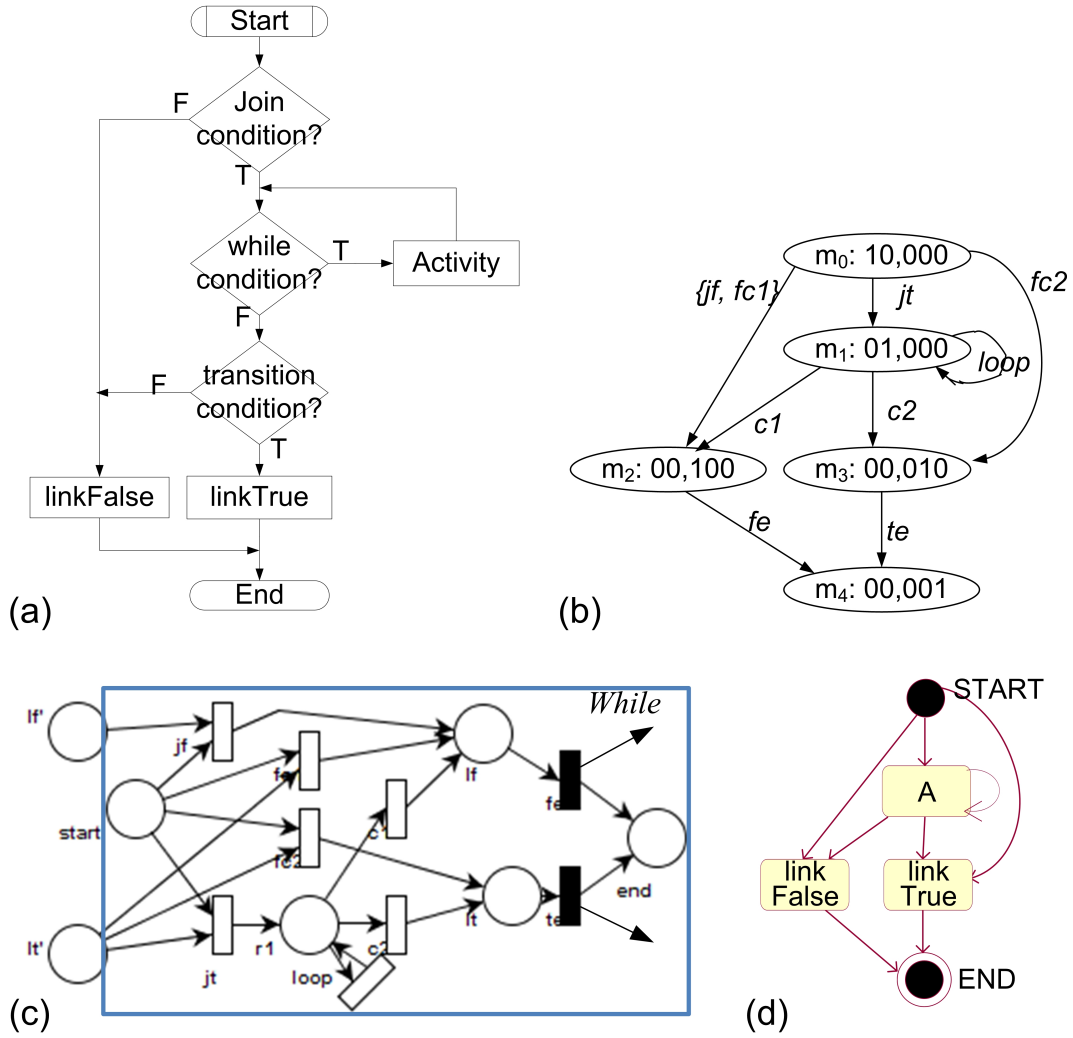 Start
F
Join
condition?
T
while
condition?
T
Activity
F
transition
condition?
F
T
linkFalse
linkTrue
End
(a)
m0: 10,000
{jf, fc1}
jt
fc2
m1: 01,000
loop
c1
c2
m2: 00,100
m3: 00,010
fe
te
m4: 00,001
(b)
While
lf'
jf
lf
start
fc2
c2
lt
te
end
lt'
jt
r1
loop
(c)
START
A
link
False
link
True
END
(d)